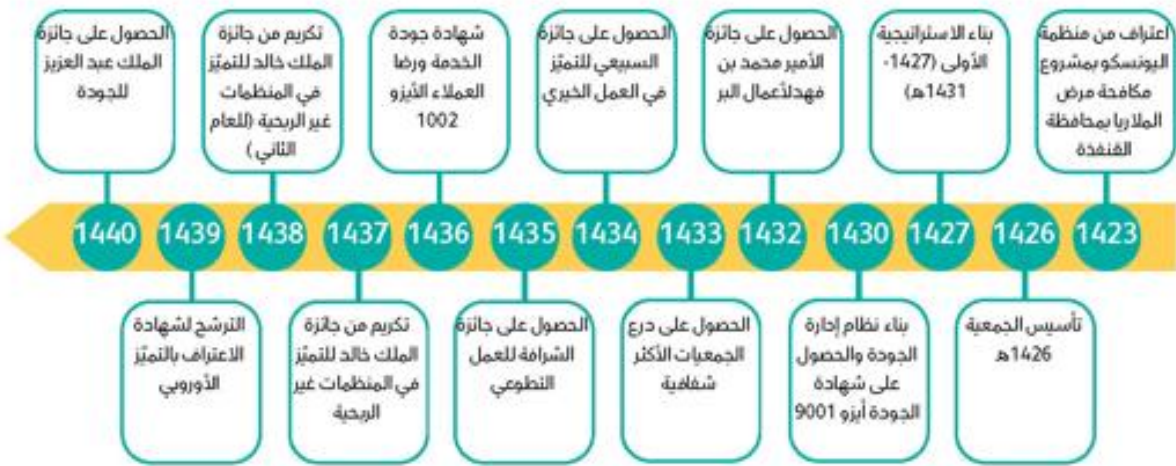 اعتراف من منظمة
اليونسكو بمشروع
مكافحة مرض
الملاريا بمحافظة
القنفذة
بناء الاستراتيجية
الأولى (1427-
1431هـ)
الحصول على جائزة
الأمير محمد بن
فهدلأعمال البر
الحصول على جائزة
السبيعي للتميّز
في العمل الخيري
شهادة جودة
الخدمة ورضا
العملاء الأيزو
1002
تكريم من جائزة
الملك خالد للتميّز
في المنظمات
غير الربحية (للعام
الثاني )
الحصول على جائزة
الملك عبد العزيز
للجودة
1423
1426
1427
1430
1432
1433
1434
1435
1436
1437
1438
1439
1440
تأسيس الجمعية
1426هـ
بناء نظام إدارة
الجودة والحصول
على شهادة
الجودة أيزو 9001
الحصول على درع
الجمعيات الأكثر
شفافية
الحصول على جائزة
الشرافة للعمل
التطوعي
تكريم من جائزة
الملك خالد للتميّز
في المنظمات غير
الربحية
الترشح لشهادة
الاعتراف بالتميّز
الأوروبي